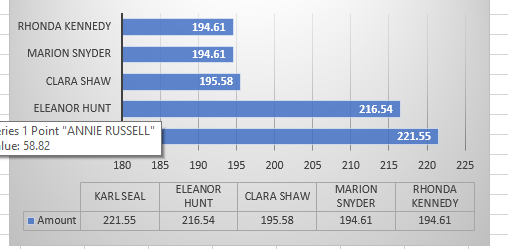 RHONDA KENNEDY 194.61
MARION SNYDER 194.61
CLARA SHAW 195.58
ELEANOR HUNT 216.54
eries 1 Point "ANNIE RUSSELL"
alue: 58.82
221.55
180 185 190 195 200 205 210 215 220 225
KARL SEAL ELEANOR HUNT CLARA SHAW MARION SNYDER RHONDA KENNEDY
Amount 221.55 216.54 195.58 194.61 194.61